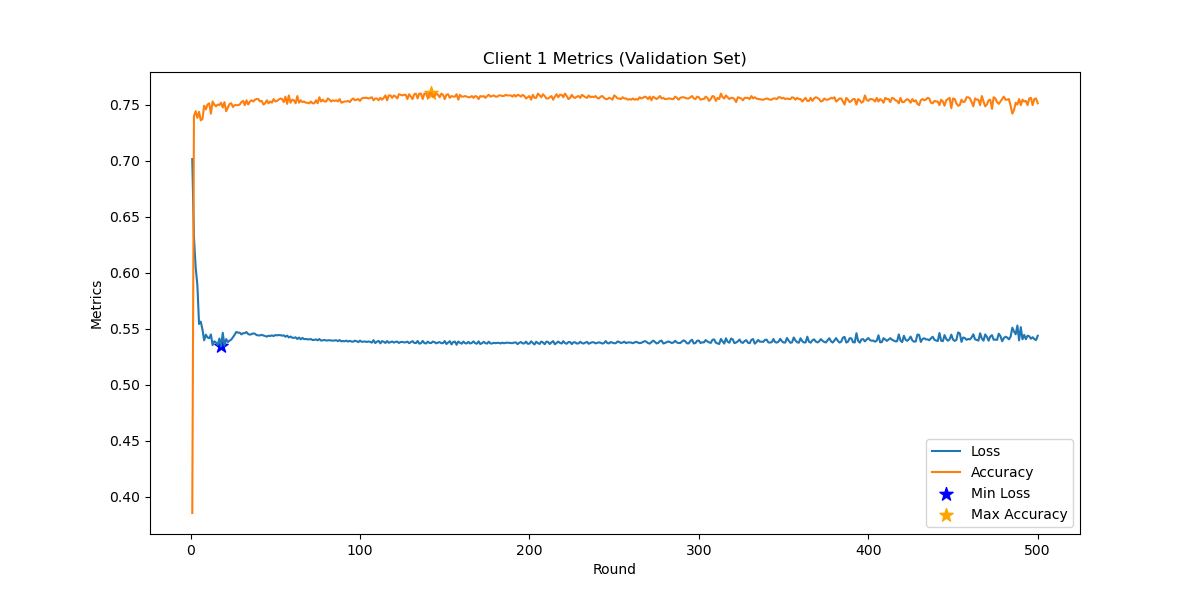 Client 1 Metrics (Validation Set)
Metrics
0.75
0.70
0.65
0.60
0.55
0.50
0.45
0.40
0
100
200
300
400
500
Round
Loss
Accuracy
Min Loss
Max Accuracy